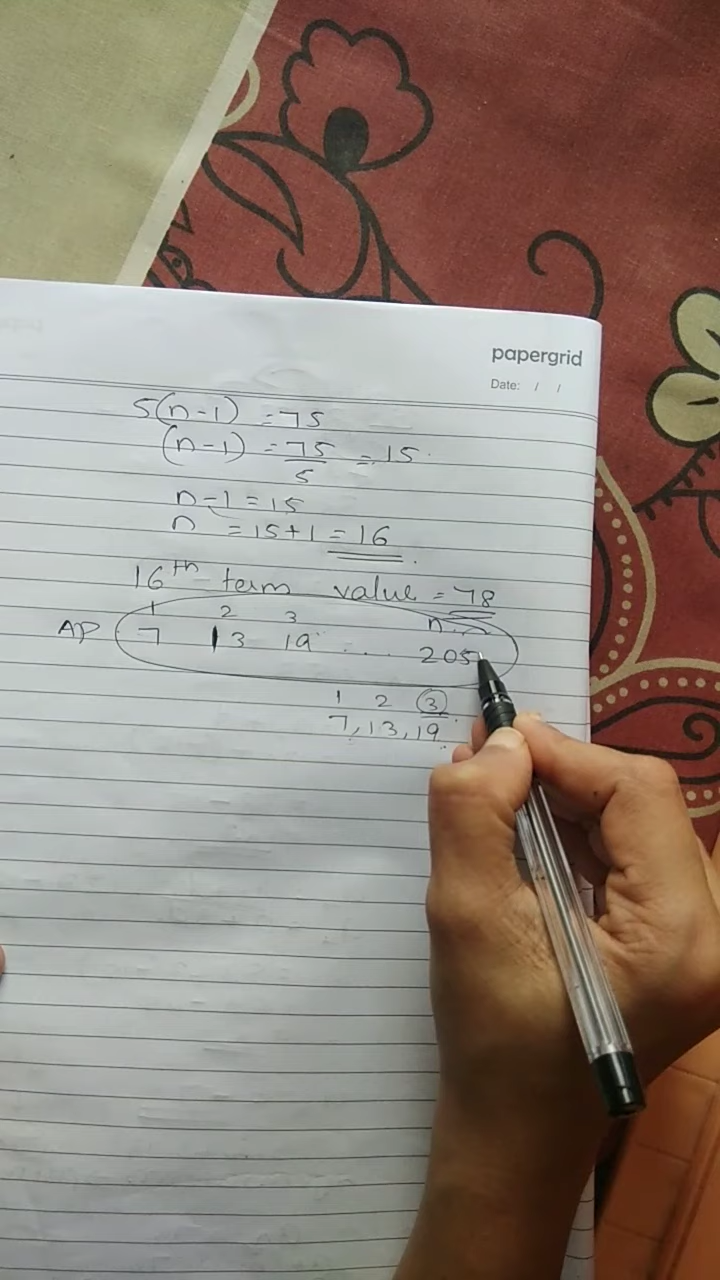 papergrid
Date: / /
5(n-1) = 75
(n-1) = 75/5 = 15
n-1 = 15
n = 15+1 = 16
16th term value = 78
1 2 3 n
AP 7 13 19 .... 205
1 2 3
7, 13, 19